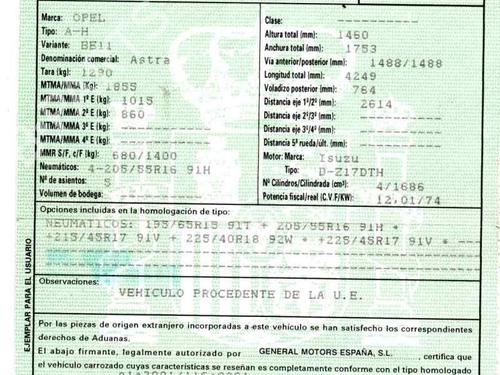 Marca: OPEL
Tipo: A-H
Variante: BE11
Denominación comercial: Astra
Tara (kg): 1290
MTMA/MMA (Kg): 1855
MTMA/MMA 1º E (kg): 1015
MTMA/MMA 2º E (kg): 860
MTMA/MMA 3º E (kg): ----------
MTMA/MMA 4º E (kg): ----------
MMR S/F, c/F (kg): 680/1400
Neumáticos: 4-205/55R16 91H
Nº de asientos: 5
Volumen de bodega: ----------
Clase: ----------
Altura total (mm): 1460
Anchura total (mm): 1753
Vía anterior/posterior (mm): 1488/1488
Longitud total (mm): 4249
Voladizo posterior (mm): 764
Distancia eje 1º/2º (mm): 2614
Distancia eje 2º/3º (mm): ----------
Distancia eje 3º/4º (mm): ----------
Distancia 5ª rueda/últ. (mm): ----------
Motor: Marca: Isuzu
Tipo: D-Z17DTH
Nº Cilindros/Cilindrada (cm³): 4/1686
Potencia fiscal/real (C.V.F/KW): 12,01/74
Opciones incluidas en la homologación de tipo:
NEUMATICOS: 195/65R15 91T + 205/55R16 91H *
+215/45R17 91V + 225/40R18 92W * +225/45R17 91V * ---
Observaciones:
VEHICULO PROCEDENTE DE LA U.E.
EJEMPLAR PARA EL USUARIO
Por las piezas de origen extranjero incorporadas a este vehículo se han satisfecho los correspondientes
derechos de Aduanas.
El abajo firmante, legalmente autorizado por GENERAL MOTORS ESPAÑA, S.L. , certifica que
el vehículo carrozado cuyas características se reseñan es completamente conforme con el tipo homologado